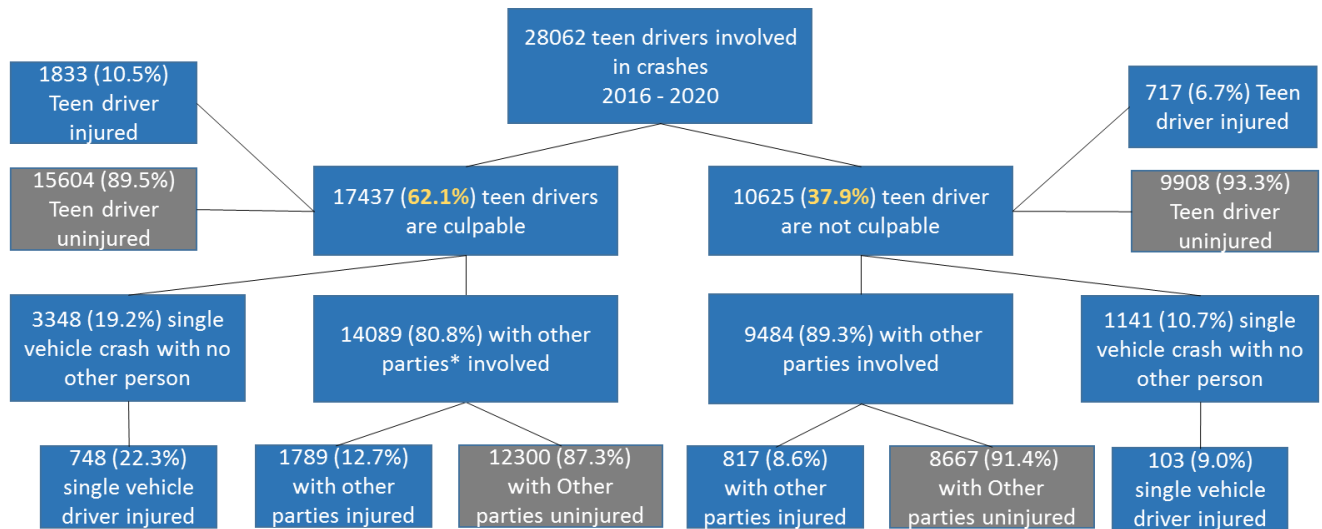 28062 teen drivers involved
in crashes
2016 - 2020
1833 (10.5%)
Teen driver
injured
717 (6.7%) Teen
driver injured
15604 (89.5%)
Teen driver
uninjured
17437 (62.1%) teen drivers
are culpable
10625 (37.9%) teen driver
are not culpable
9908 (93.3%)
Teen driver
uninjured
3348 (19.2%) single
vehicle crash with no
other person
14089 (80.8%) with other
parties* involved
9484 (89.3%) with other
parties involved
1141 (10.7%) single
vehicle crash with no
other person
748 (22.3%)
single vehicle
driver injured
1789 (12.7%)
with other
parties injured
12300 (87.3%)
with Other
parties uninjured
817 (8.6%)
with other
parties injured
8667 (91.4%)
with Other
parties uninjured
103 (9.0%)
single vehicle
driver injured